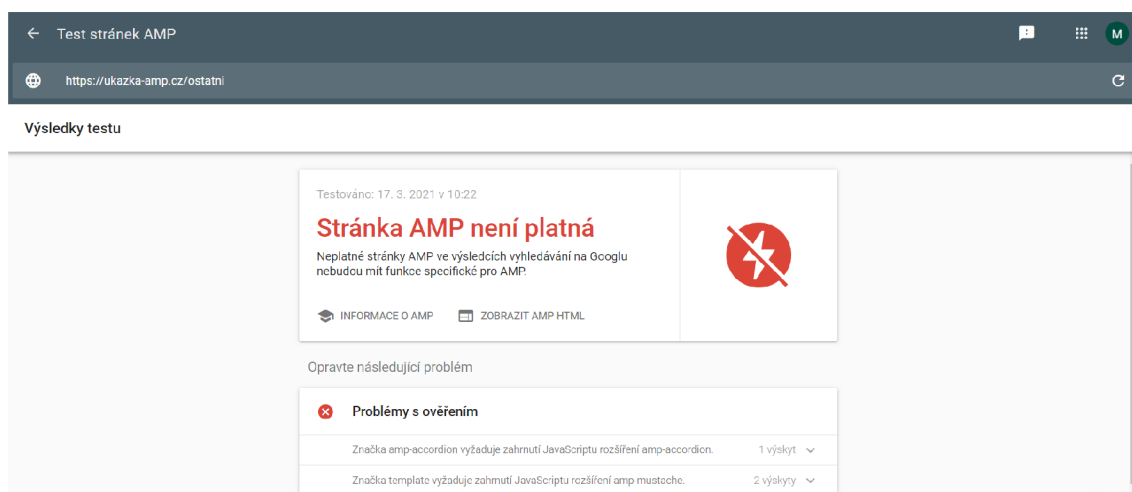 Test stránek AMP
M
https://ukazka-amp.cz/ostatni
Výsledky testu
Testováno: 17. 3. 2021 v 10:22
Stránka AMP není platná
Neplatné stránky AMP ve výsledcích vyhledávání na Googlu
nebudou mít funkce specifické pro AMP.
INFORMACE O AMP
ZOBRAZIT AMP HTML
Opravte následující problém
Problémy s ověřením
Značka amp-accordion vyžaduje zahrnutí JavaScriptu rozšíření amp-accordion. 1 výskyt
Značka template vyžaduje zahrnutí JavaScriptu rozšíření amp-mustache. 2 výskyty